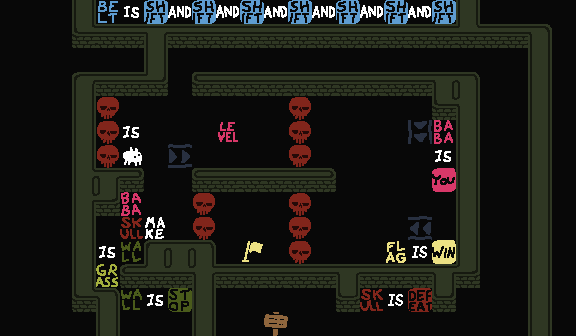 BELT IS SHIFT AND SHIFT AND SHIFT AND SHIFT AND SHIFT AND SHIFT AND SHIFT
IS
LEVEL
BABA
IS
YOU
BABA
SKULL MAKE
IS WALL
FLAG IS WIN
GRASS
WALL IS STOP
SKULL IS DEFEAT